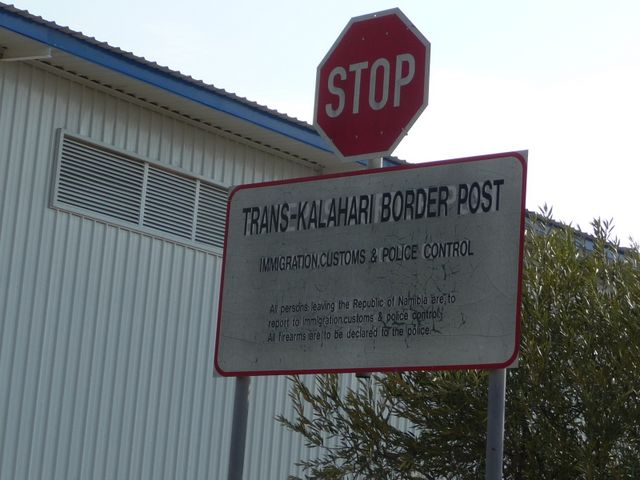 STOP
TRANS-KALAHARI BORDER POST
IMMIGRATION,CUSTOMS & POLICE CONTROL
All persons leaving the Republic of Namibia are to
report to immigration,customs & police control.
All firearms are to be declared to the police.